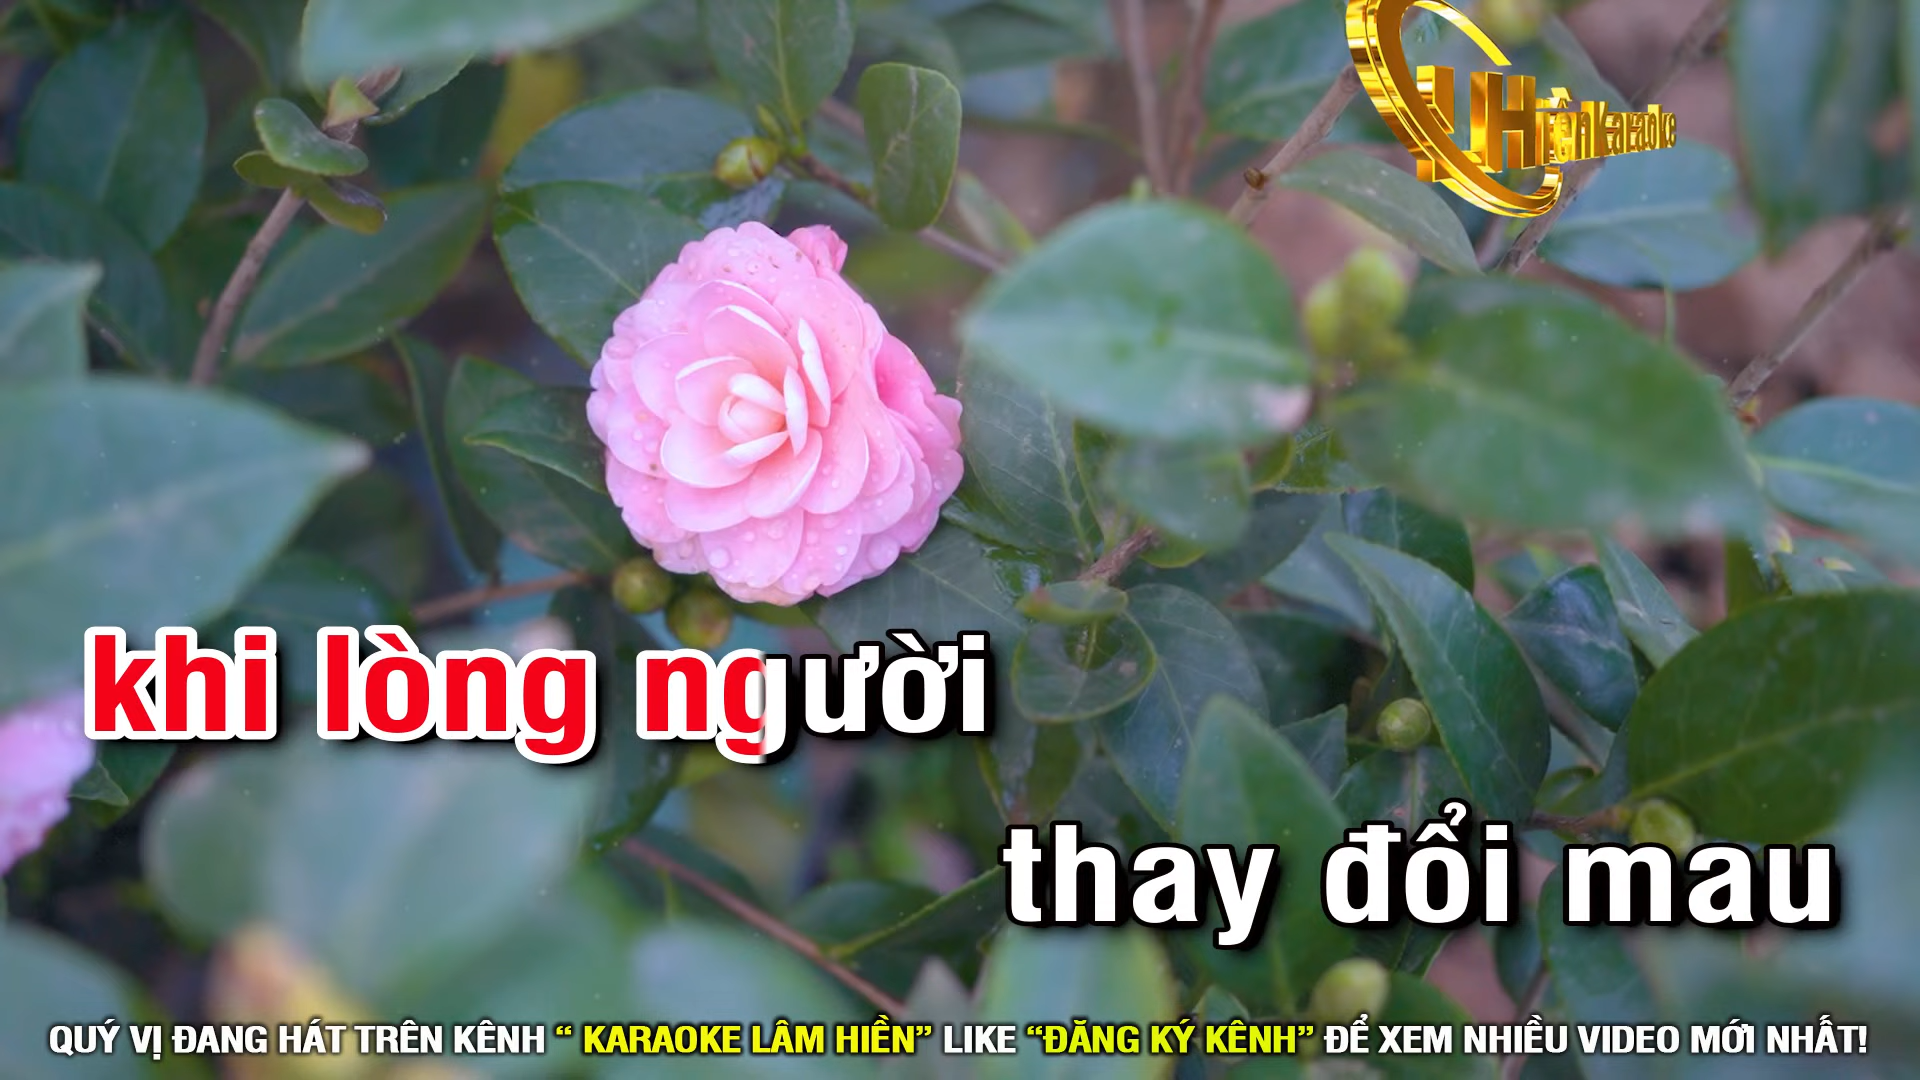 LHiềnKaraoke
khi lòng người
thay đổi mau
QUÝ VỊ ĐANG HÁT TRÊN KÊNH “ KARAOKE LÂM HIỀN” LIKE “ĐĂNG KÝ KÊNH” ĐỂ XEM NHIỀU VIDEO MỚI NHẤT!